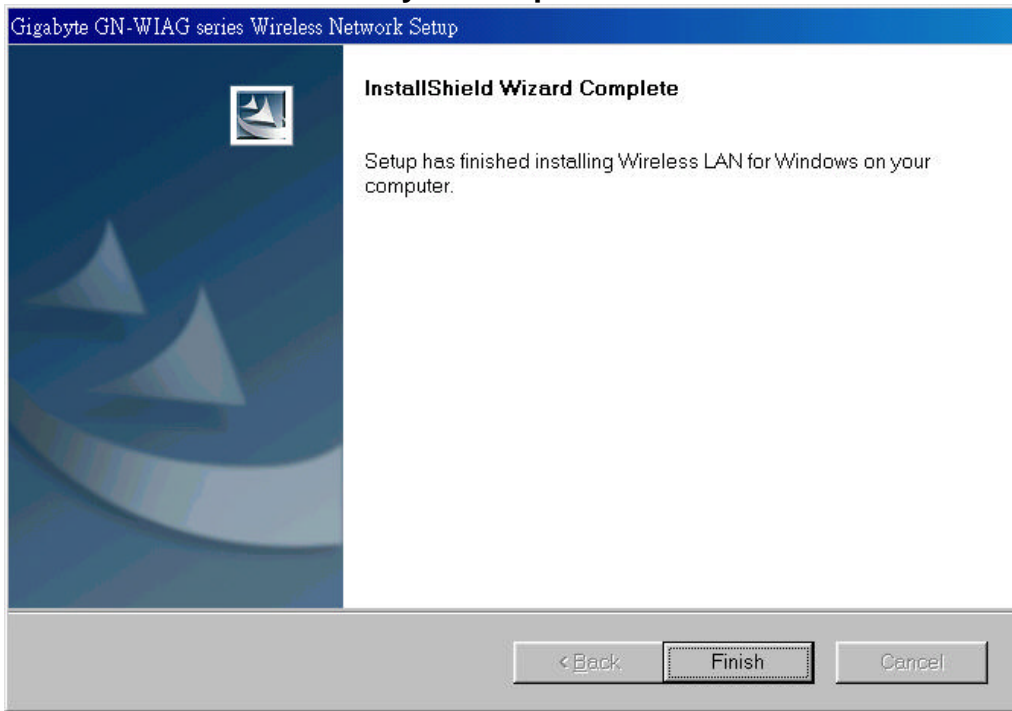 Gigabyte GN-WIAG series Wireless Network Setup
InstallShield Wizard Complete
Setup has finished installing Wireless LAN for Windows on your
computer.
< Back
Finish
Cancel